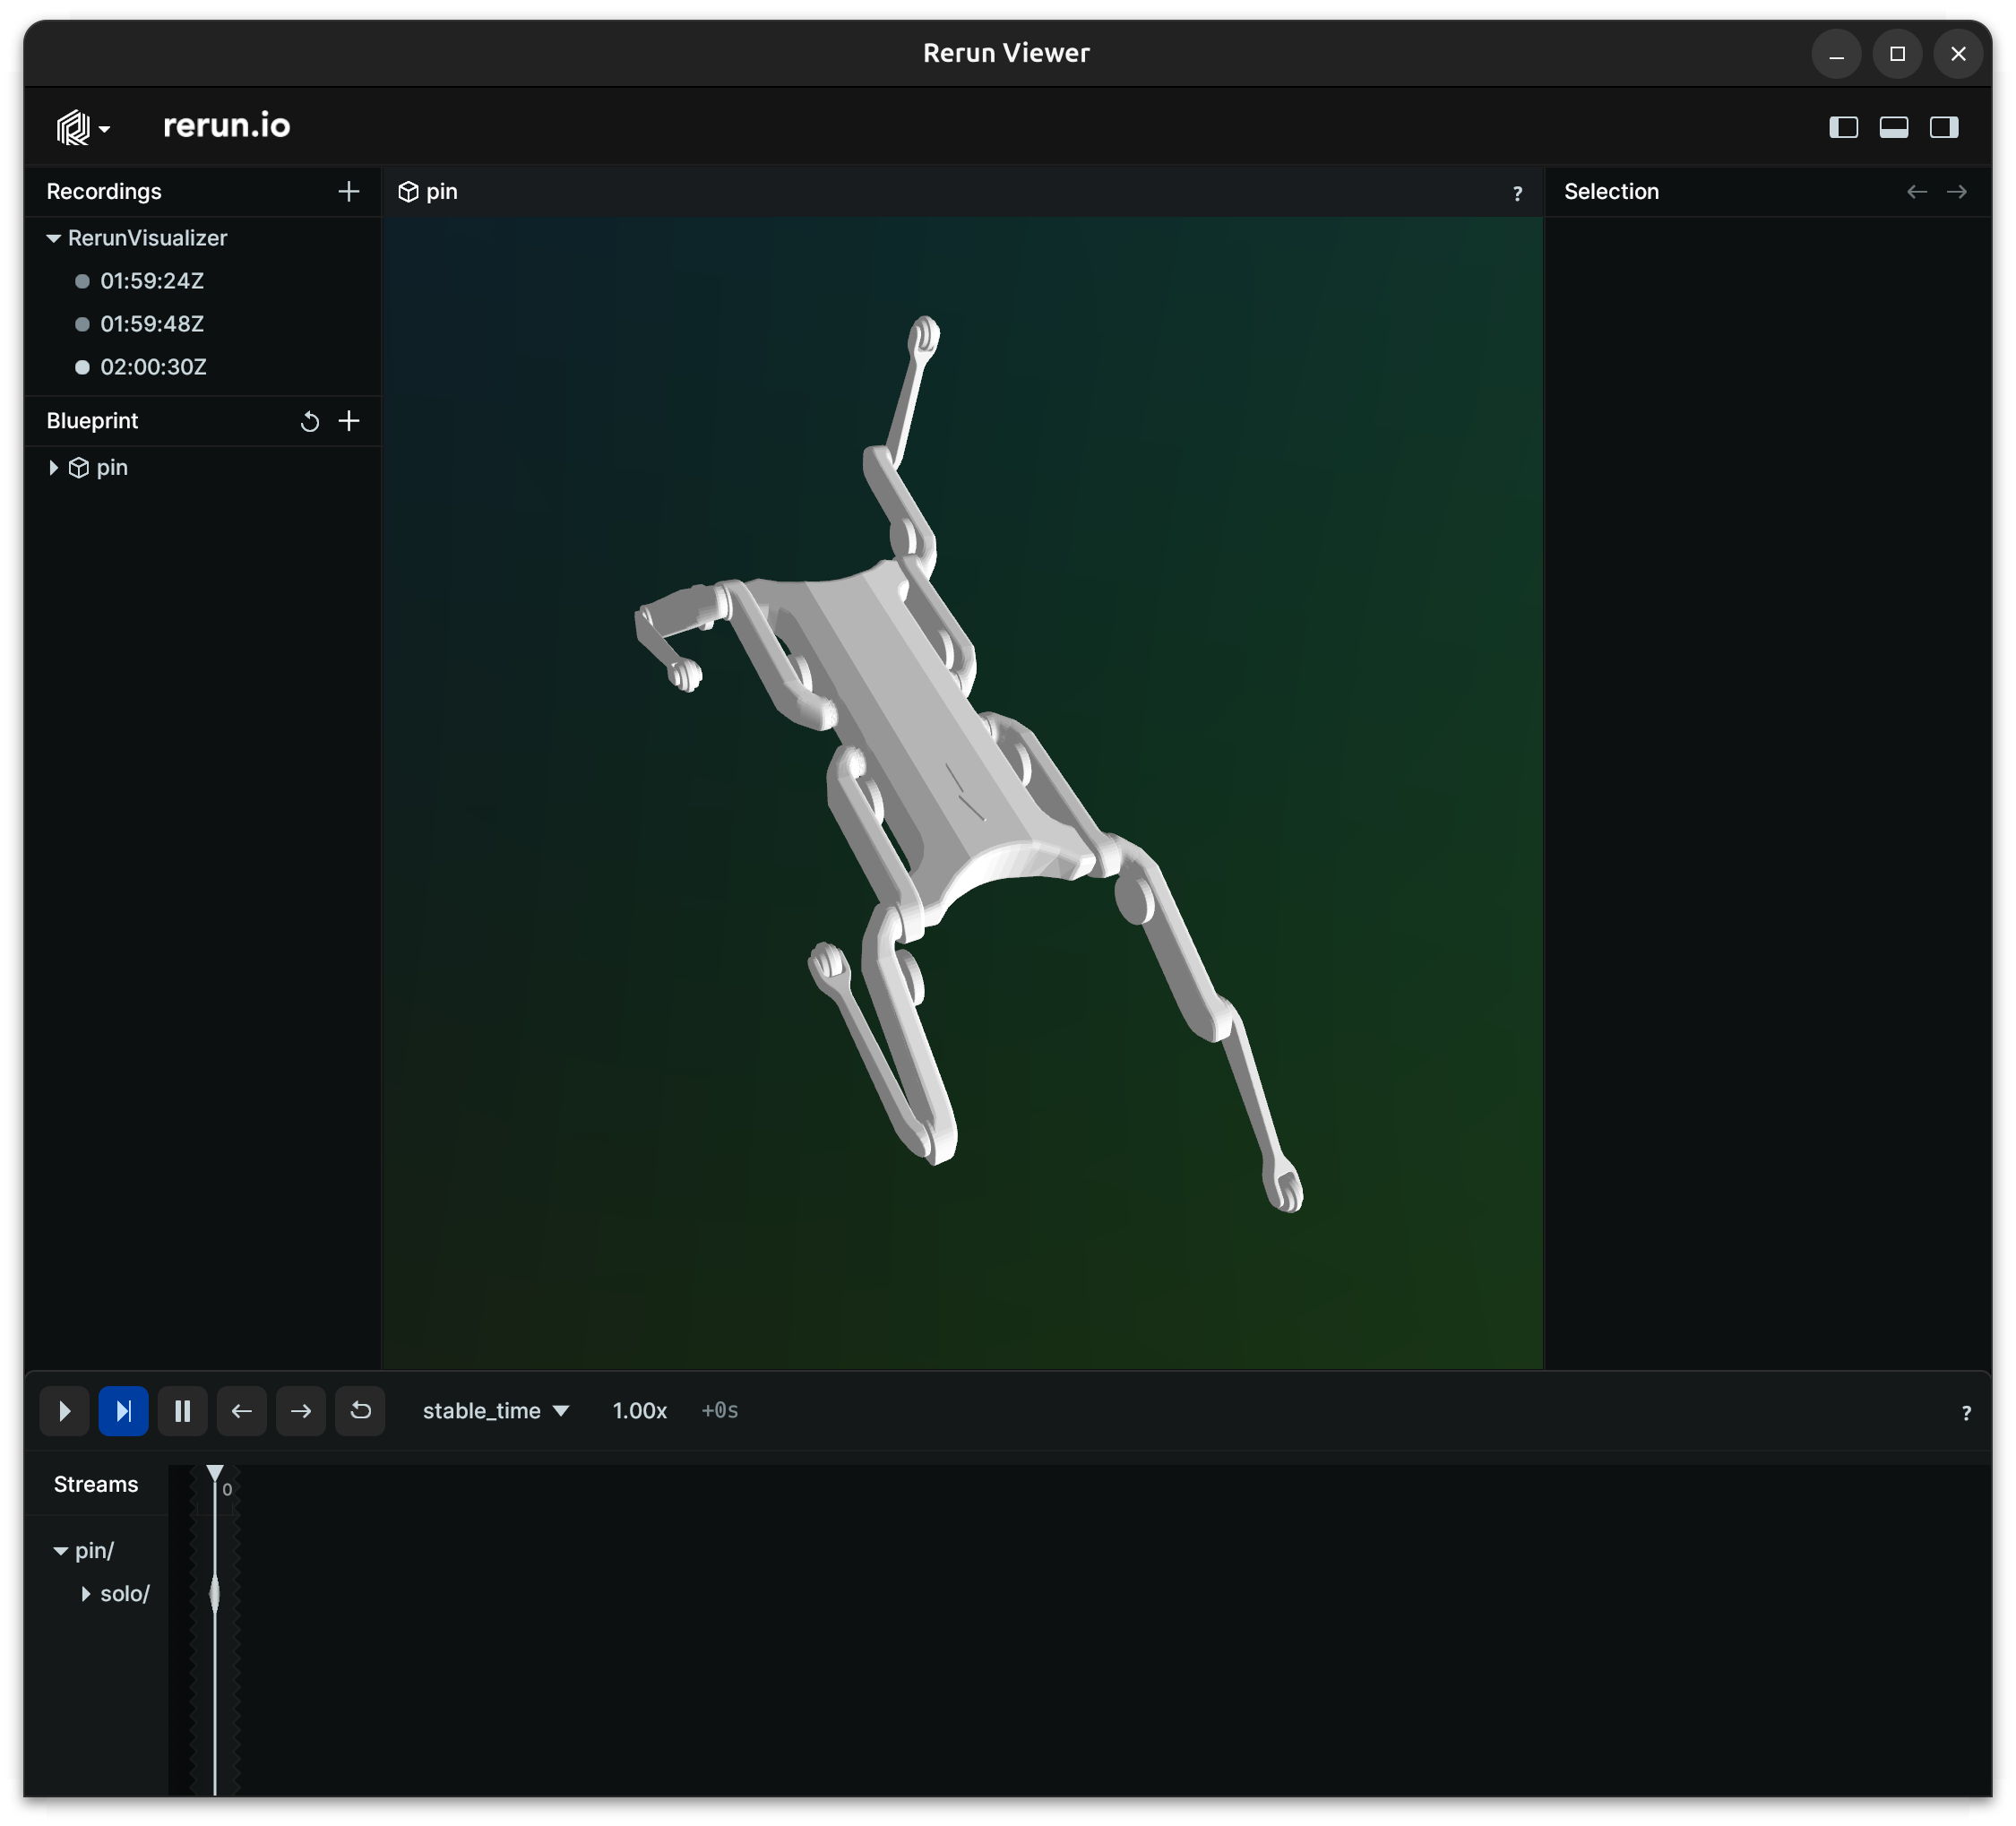 Rerun Viewer
rerun.io
Recordings
RerunVisualizer
01:59:24Z
01:59:48Z
02:00:30Z
Blueprint
pin
pin
?
Selection
stable_time 1.00x +0s
?
Streams
0
pin/
solo/